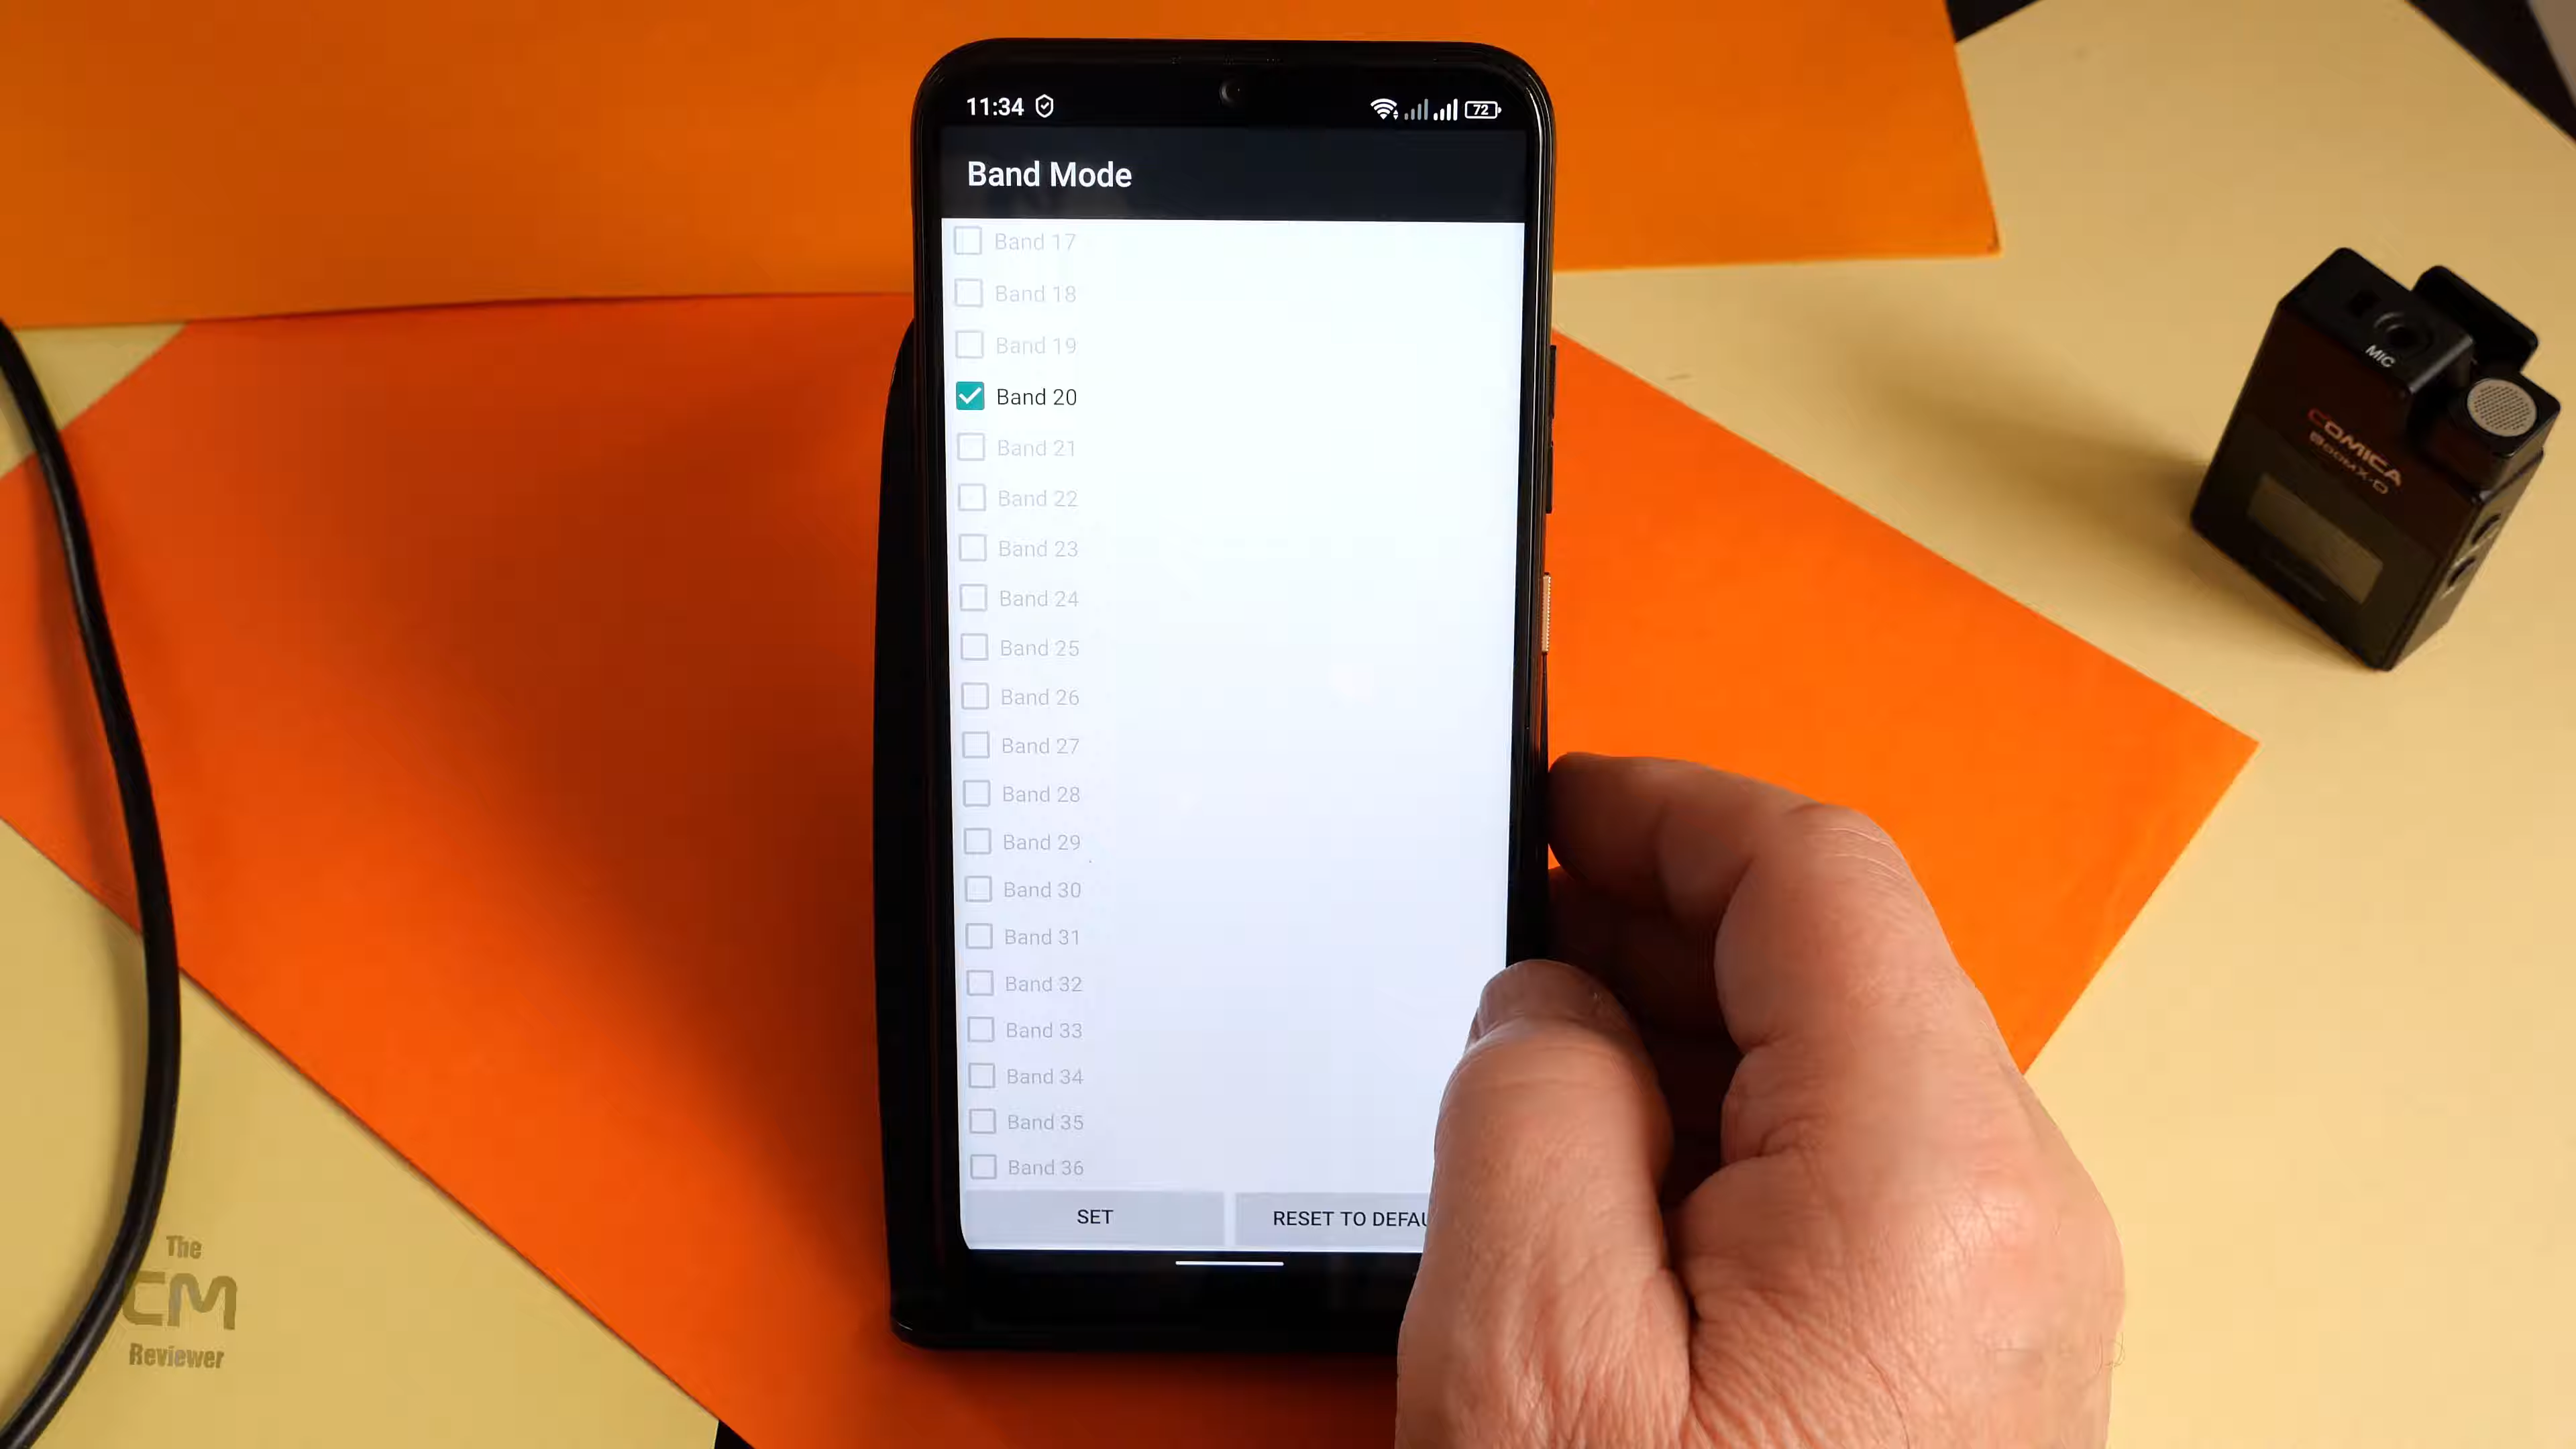 11:34
72
Band Mode
Band 17
Band 18
Band 19
Band 20
Band 21
Band 22
Band 23
Band 24
Band 25
Band 26
Band 27
Band 28
Band 29
Band 30
Band 31
Band 32
Band 33
Band 34
Band 35
Band 36
SET
RESET TO DEFAU
MIC
COMICA
BOOMX-D
The
CM
Reviewer